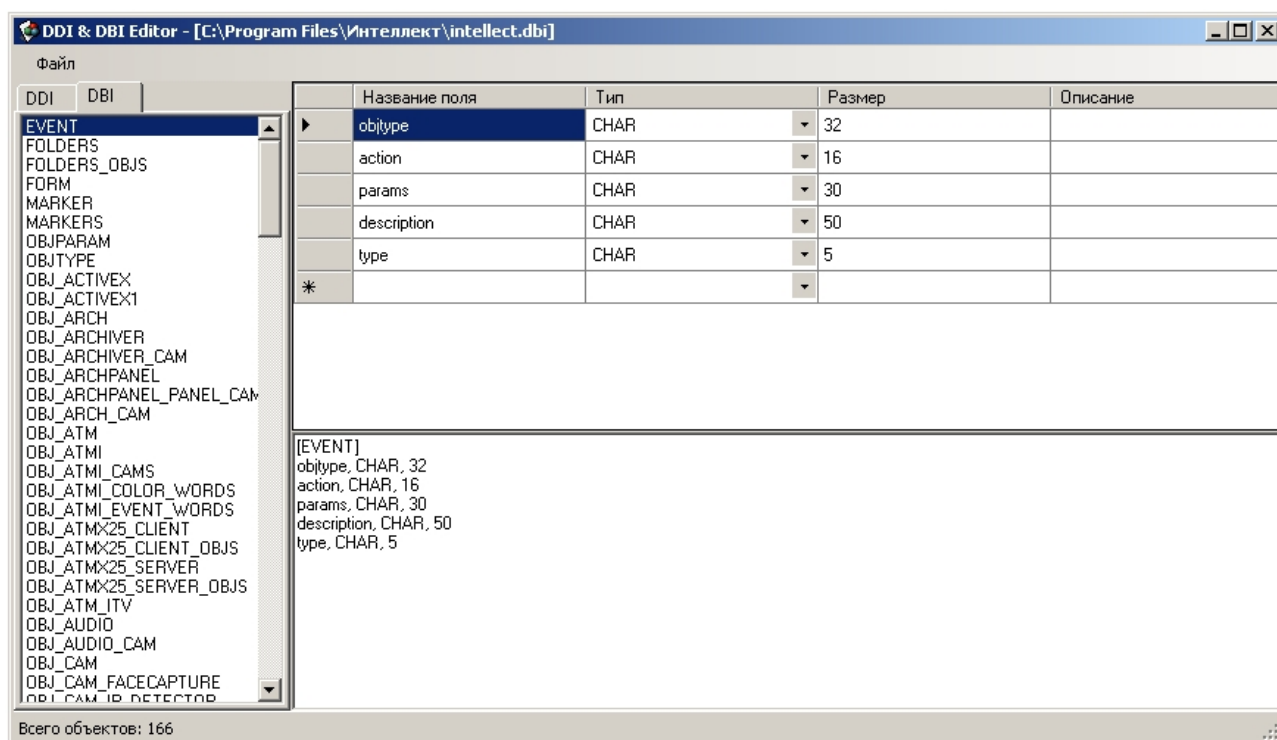 DDI & DBI Editor - [C:\Program Files\Интеллект\intellect.dbi]
Файл
DDI DBI
EVENT
FOLDERS
FOLDERS_OBJS
FORM
MARKER
MARKERS
OBJPARAM
OBJTYPE
OBJ_ACTIVEX
OBJ_ACTIVEX1
OBJ_ARCH
OBJ_ARCHIVER
OBJ_ARCHIVER_CAM
OBJ_ARCHPANEL
OBJ_ARCHPANEL_PANEL_CAM
OBJ_ARCH_CAM
OBJ_ATM
OBJ_ATMI
OBJ_ATMI_CAMS
OBJ_ATMI_COLOR_WORDS
OBJ_ATMI_EVENT_WORDS
OBJ_ATMX25_CLIENT
OBJ_ATMX25_CLIENT_OBJS
OBJ_ATMX25_SERVER
OBJ_ATMX25_SERVER_OBJS
OBJ_ATM_ITV
OBJ_AUDIO
OBJ_AUDIO_CAM
OBJ_CAM
OBJ_CAM_FACECAPTURE
OBJ_CAM_IP_DETECTOR
Название поля Тип Размер Описание
objtype CHAR 32
action CHAR 16
params CHAR 30
description CHAR 50
type CHAR 5
[EVENT]
objtype, CHAR, 32
action, CHAR, 16
params, CHAR, 30
description, CHAR, 50
type, CHAR, 5
Всего объектов: 166